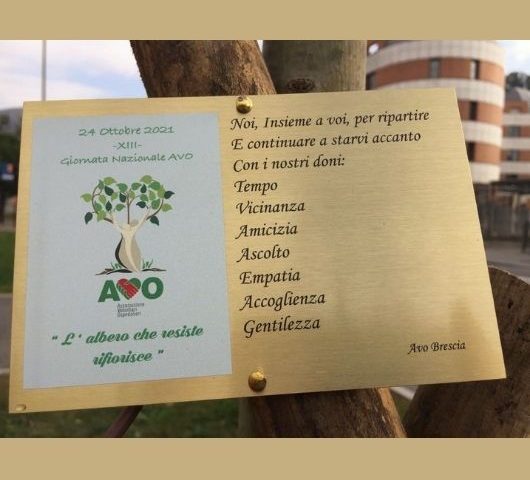 24 Ottobre 2021
-XIII-
Giornata Nazionale AVO
AVO
Associazione
Volontari
Ospedalieri
" L' albero che resiste
rifiorisce "
Noi, Insieme a voi, per ripartire
E continuare a starvi accanto
Con i nostri doni:
Tempo
Vicinanza
Amicizia
Ascolto
Empatia
Accoglienza
Gentilezza
Avo Brescia